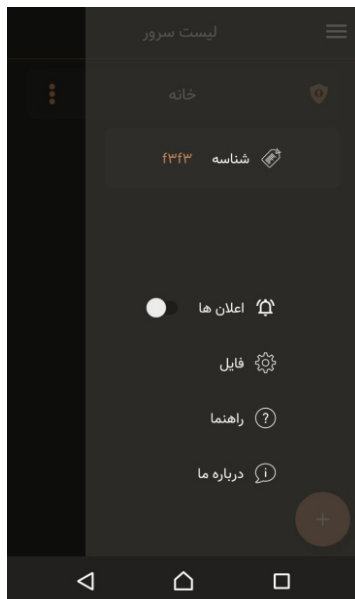 لیست سرور
خانه
شناسه f۳f۳
اعلان ها
فایل
راهنما
درباره ما